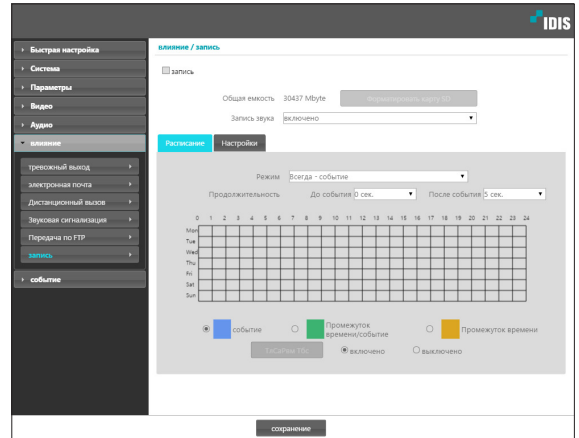 IDIS
Быстрая настройка
Система
Параметры
Видео
Аудио
влияние
тревожный выход
электронная почта
Дистанционный вызов
Звуковая сигнализация
Передача по FTP
запись
событие
влияние / запись
запись
Общая емкость 30437 Mbyte Форматировать карту SD
Запись звука включено
Расписание Настройки
Режим Всегда - событие
Продолжительность До события 0 сек. После события 5 сек.
0 1 2 3 4 5 6 7 8 9 10 11 12 13 14 15 16 17 18 19 20 21 22 23 24
Mon
Tue
Wed
Thu
Fri
Sat
Sun
событие Промежуток времени/событие Промежуток времени
включено выключено
сохранение